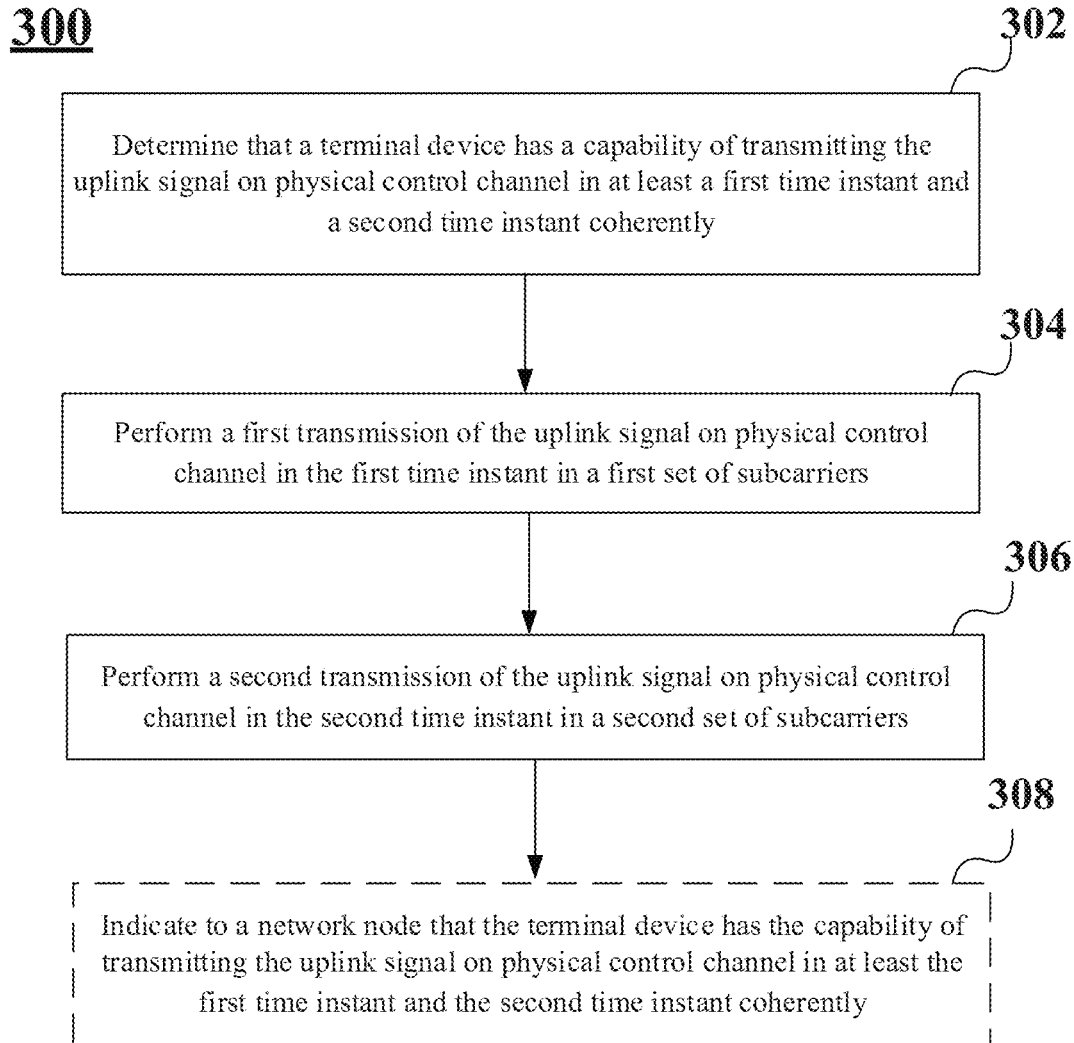 300
302
Determine that a terminal device has a capability of transmitting the
uplink signal on physical control channel in at least a first time instant and
a second time instant coherently
304
Perform a first transmission of the uplink signal on physical control
channel in the first time instant in a first set of subcarriers
306
Perform a second transmission of the uplink signal on physical control
channel in the second time instant in a second set of subcarriers
308
Indicate to a network node that the terminal device has the capability of
transmitting the uplink signal on physical control channel in at least the
first time instant and the second time instant coherently